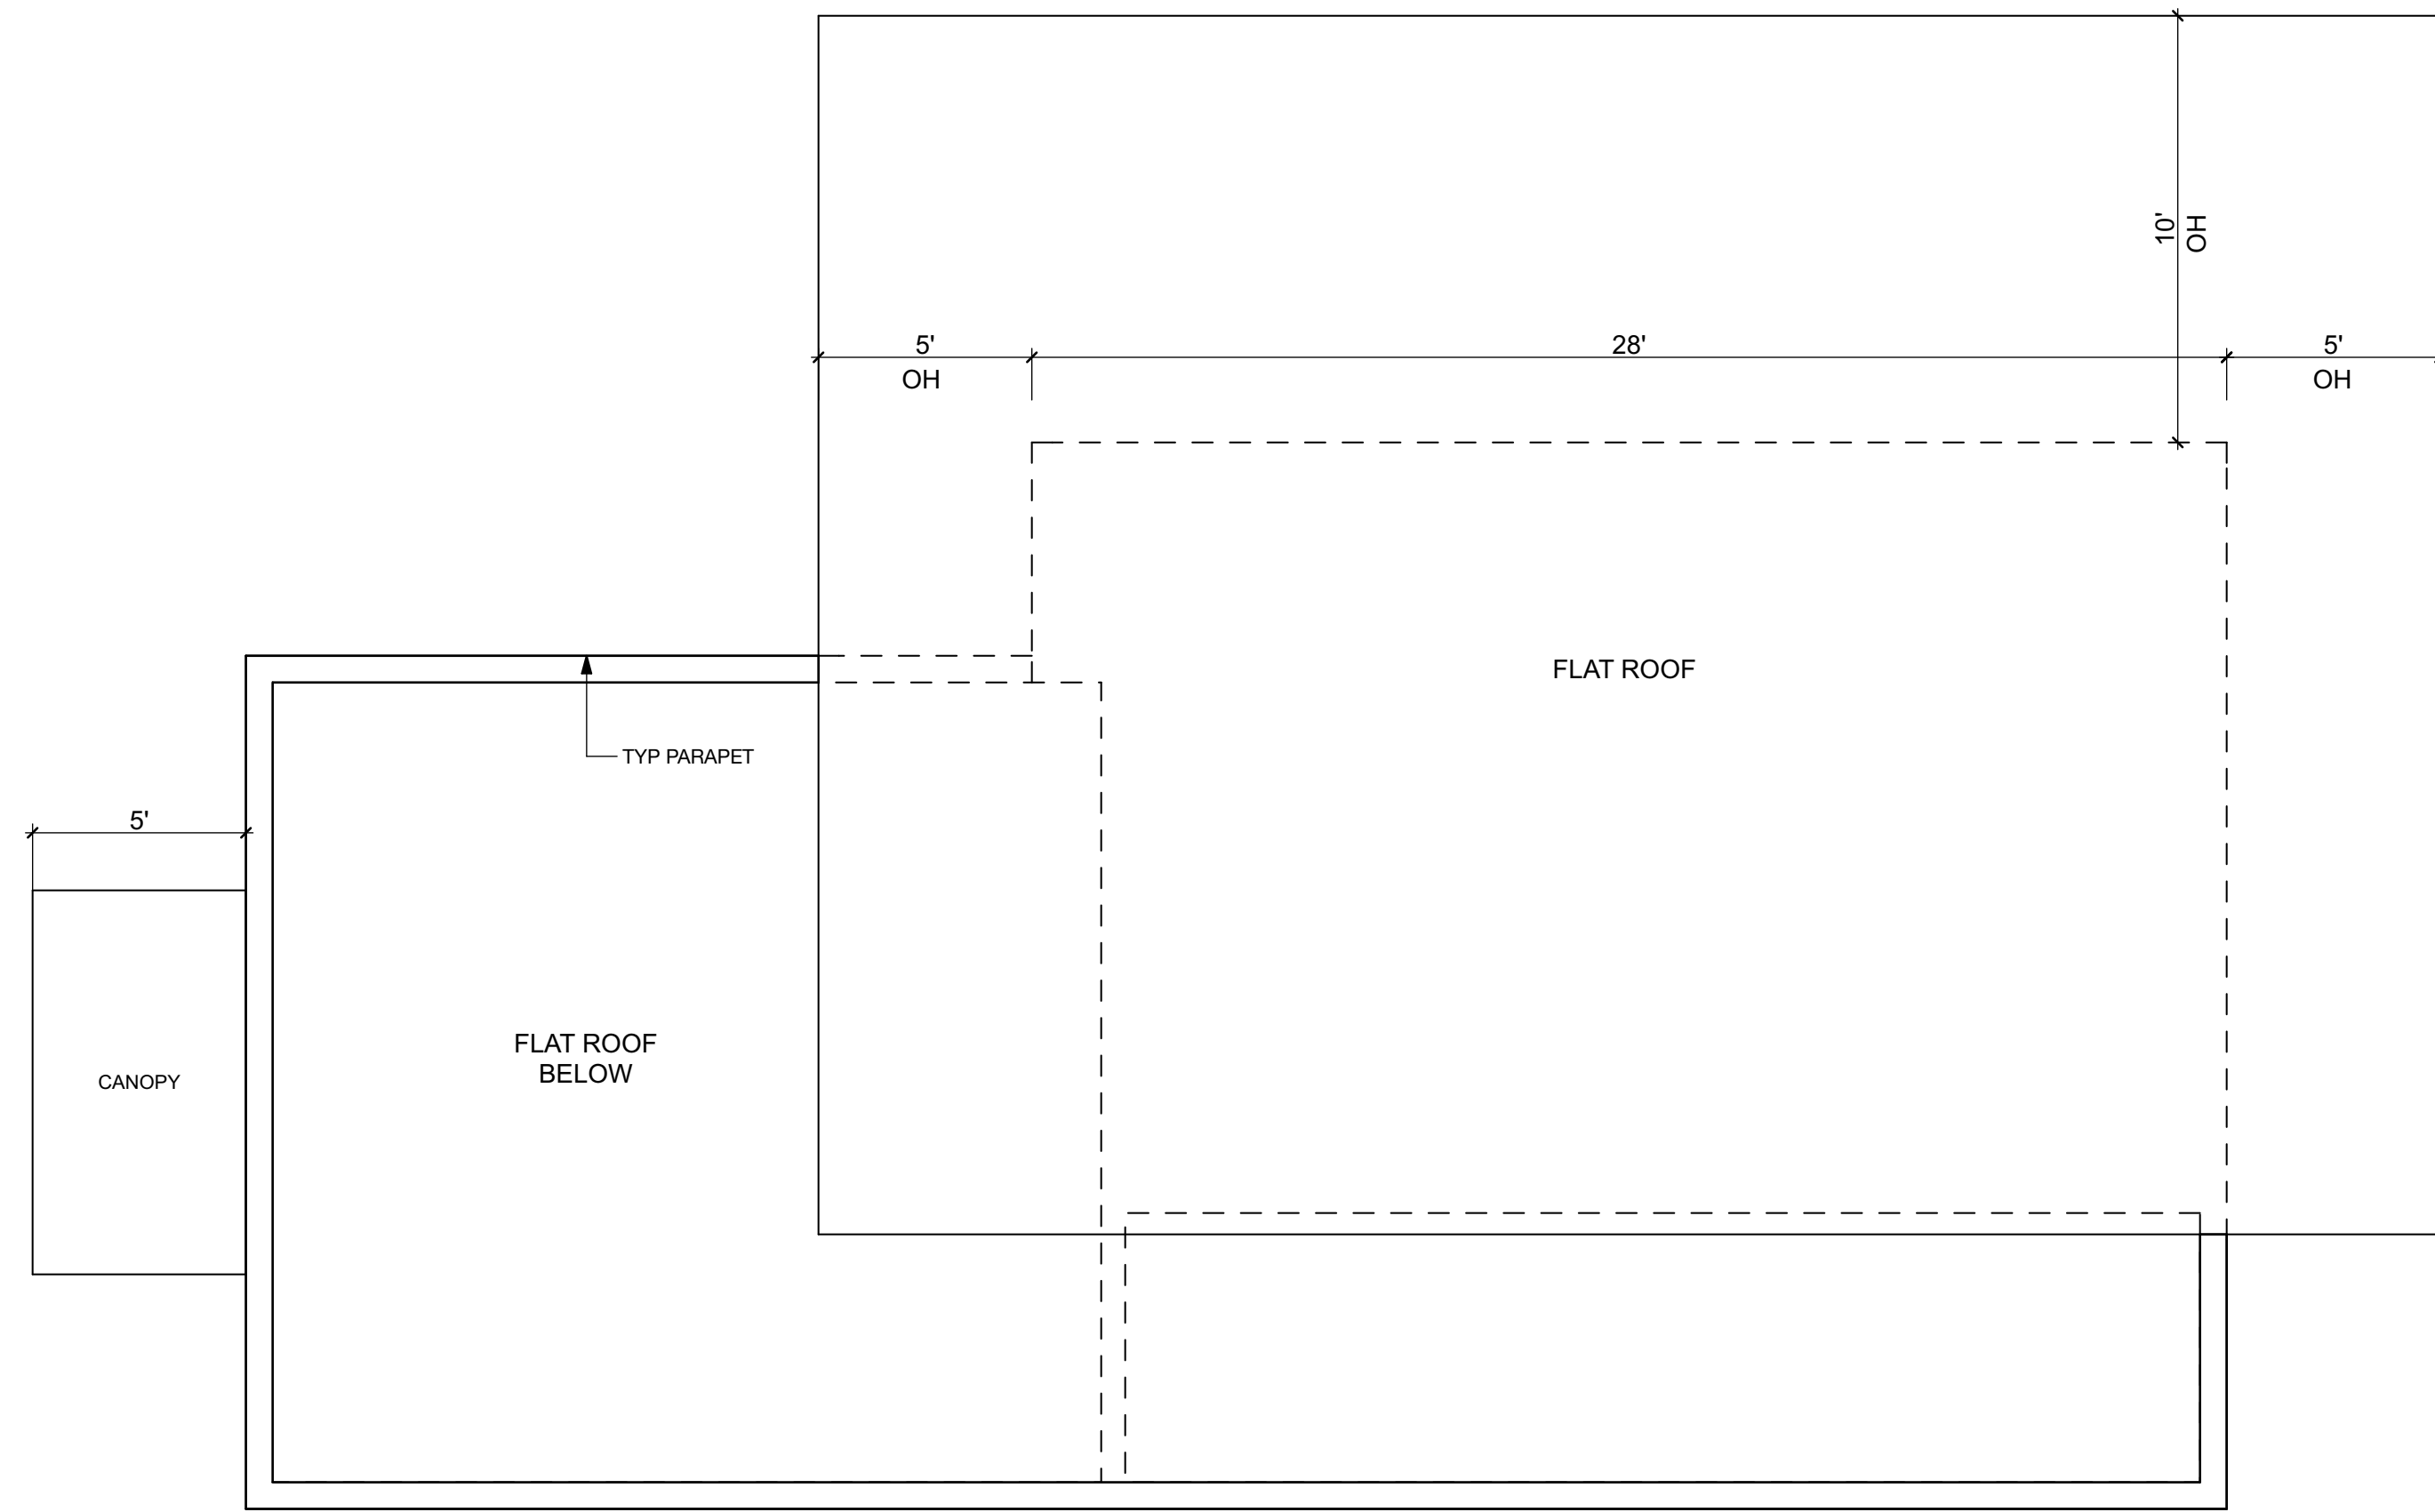 10'
OH
5'
OH
28'
5'
OH
FLAT ROOF
TYP PARAPET
5'
FLAT ROOF
BELOW
CANOPY